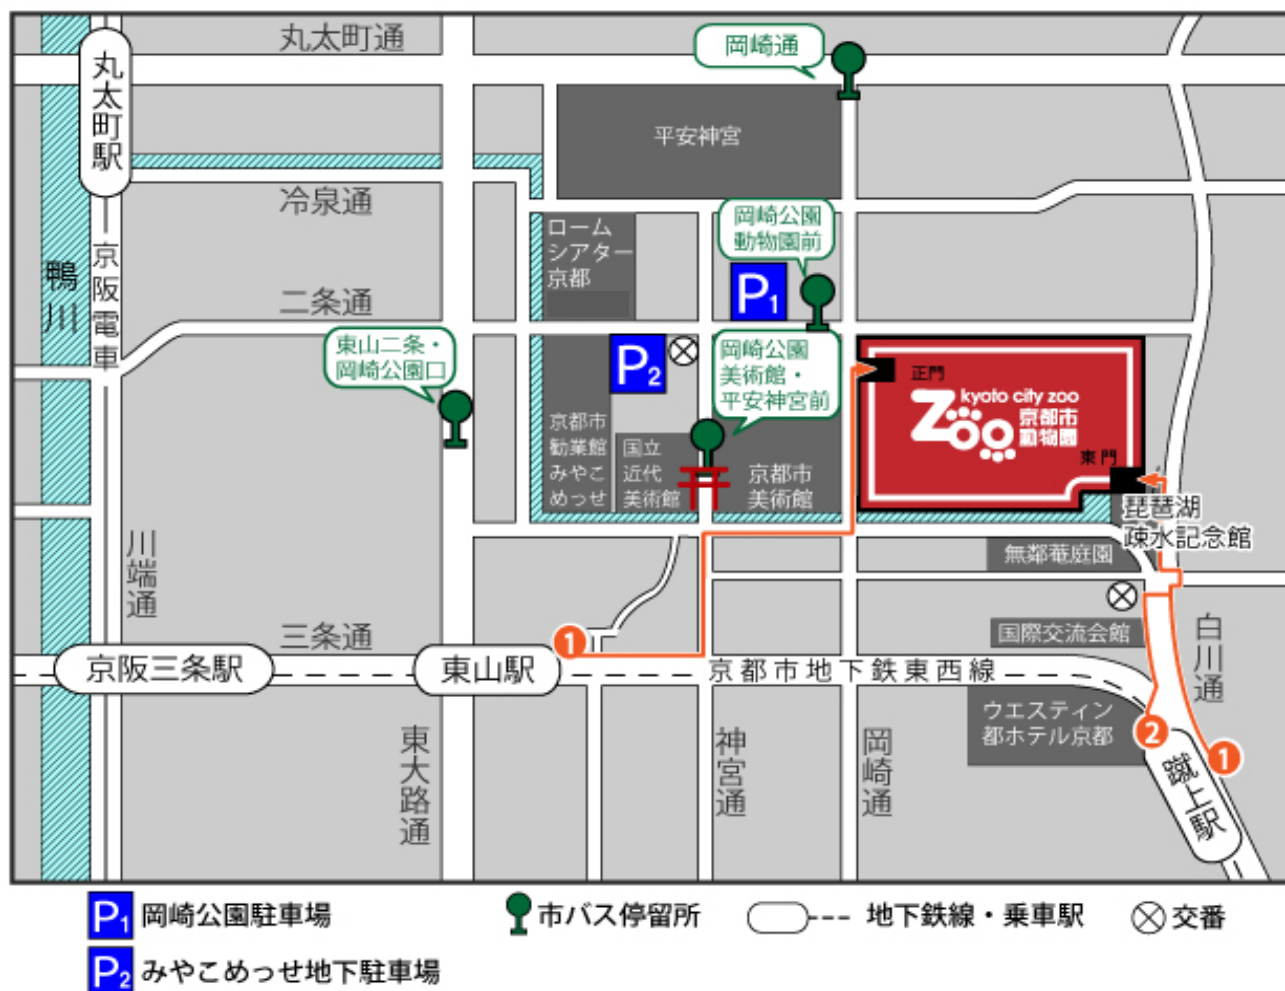 丸太町通
岡崎通
丸太町駅
平安神宮
冷泉通
岡崎公園
動物園前
ローム
シアター
京都
京阪電車
鴨川
二条通
P1
東山二条・
岡崎公園口
P2
岡崎公園
美術館・
平安神宮前
正門
kyoto city zoo
ZOO
京都市
動物園
東門
京都市
勧業館
みやこ
めっせ
国立
近代
美術館
京都市
美術館
琵琶湖
疎水記念館
川端通
無鄰菴庭園
三条通
1
国際交流会館
白川通
京阪三条駅
東山駅
京都市地下鉄東西線
ウエスティン
都ホテル京都
2
1
東大路通
神宮通
岡崎通
蹴上駅
P1 岡崎公園駐車場
市バス停留所
地下鉄線・乗車駅
交番
P2 みやこめっせ地下駐車場